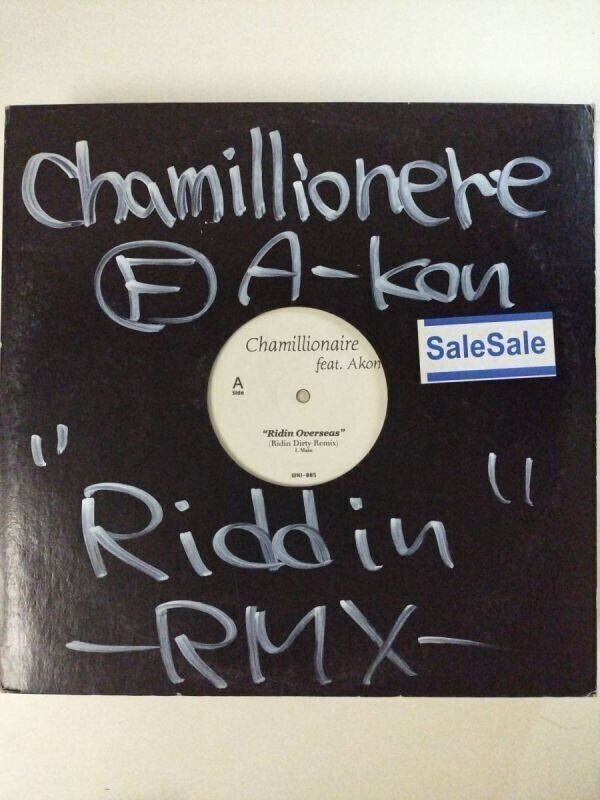 Chamillionere
Ⓕ A-kon
Chamillionaire
feat. Akon
SaleSale
A
Side
"Ridin Overseas"
(Ridin Dirty Remix)
1. Main
UNI-005
"Riddin"
-RMX-